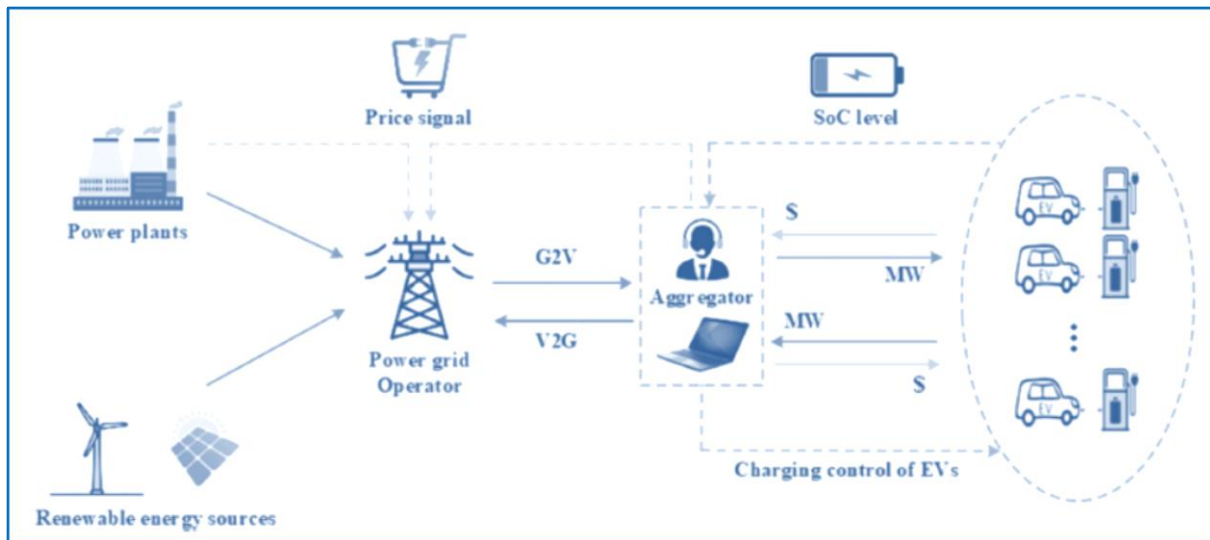 Price signal
SoC level
Power plants
G2V
V2G
Power grid
Operator
Aggregator
$
MW
MW
$
EV
EV
EV
Charging control of EVs
Renewable energy sources